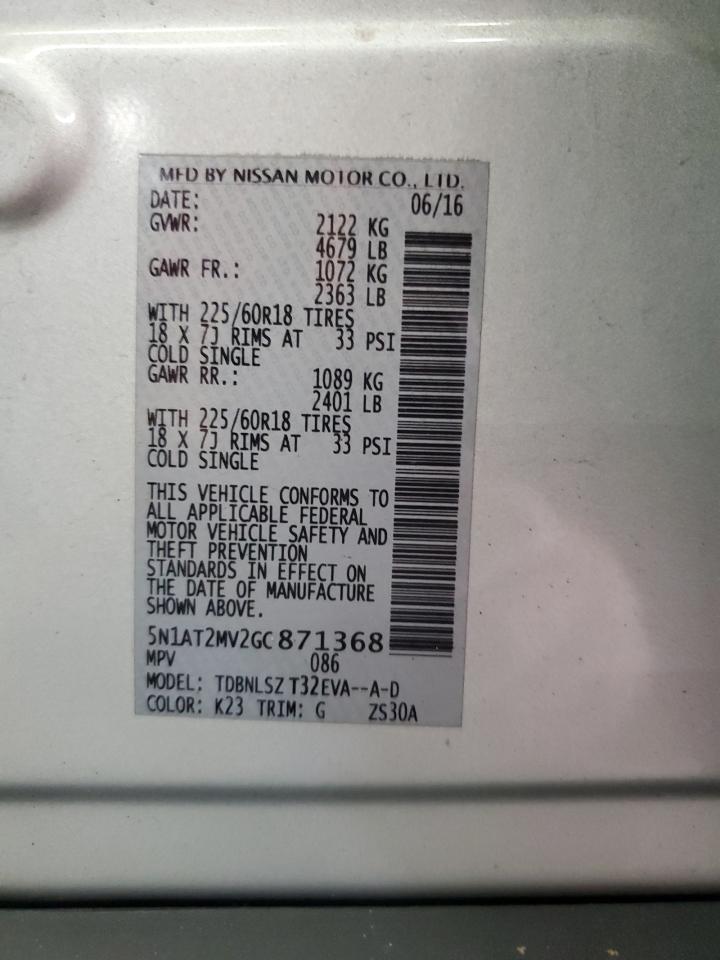 MFD BY NISSAN MOTOR CO., LTD.
DATE: 06/16
GVWR: 2122 KG
4679 LB
GAWR FR.: 1072 KG
2363 LB
WITH 225/60R18 TIRES
18 X 7J RIMS AT 33 PSI
COLD SINGLE
GAWR RR.: 1089 KG
2401 LB
WITH 225/60R18 TIRES
18 X 7J RIMS AT 33 PSI
COLD SINGLE
THIS VEHICLE CONFORMS TO
ALL APPLICABLE FEDERAL
MOTOR VEHICLE SAFETY AND
THEFT PREVENTION
STANDARDS IN EFFECT ON
THE DATE OF MANUFACTURE
SHOWN ABOVE.
5N1AT2MV2GC871368
MPV 086
MODEL: TDBNLSZ T32EVA--A-D
COLOR: K23 TRIM: G ZS30A